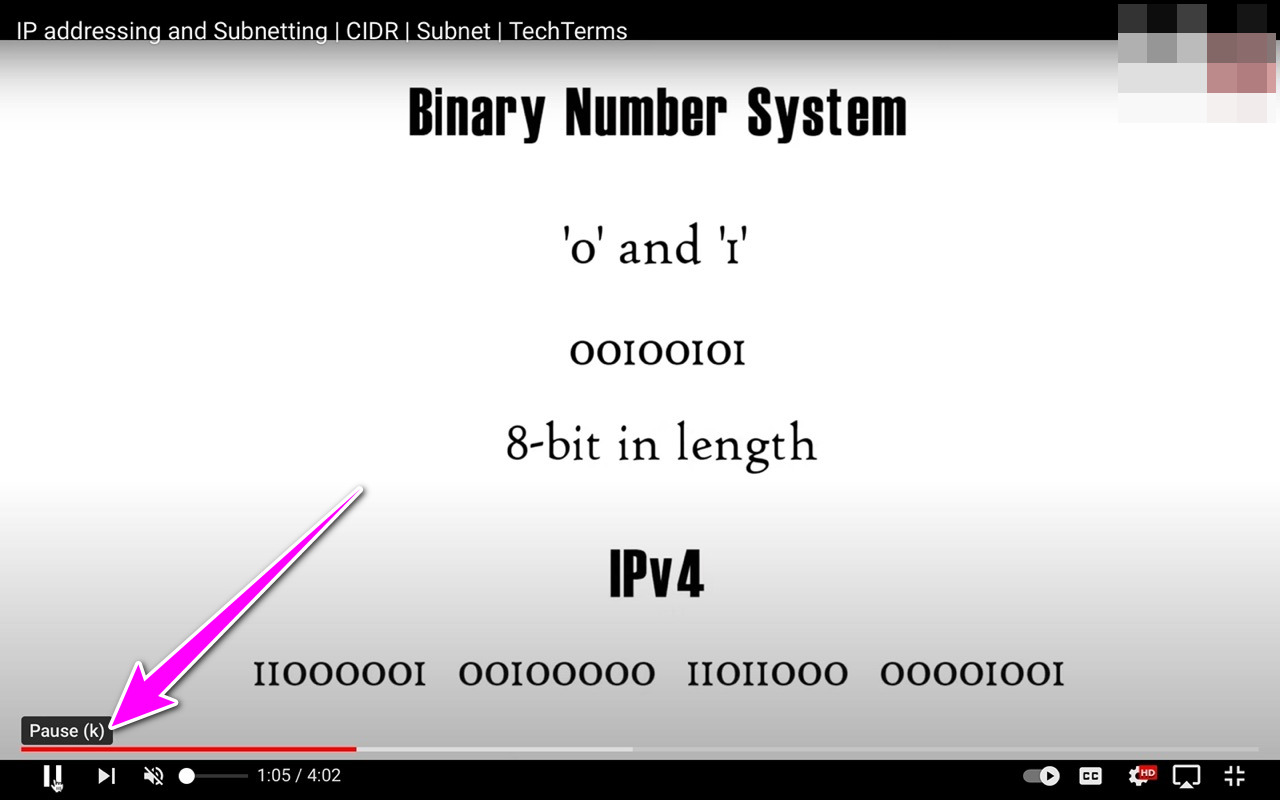 IP addressing and Subnetting | CIDR | Subnet | TechTerms
Binary Number System
'0' and '1'
00100101
8-bit in length
IPv4
11000001 00100000 11011000 00001001
Pause (k)
1:05 / 4:02
CC
HD